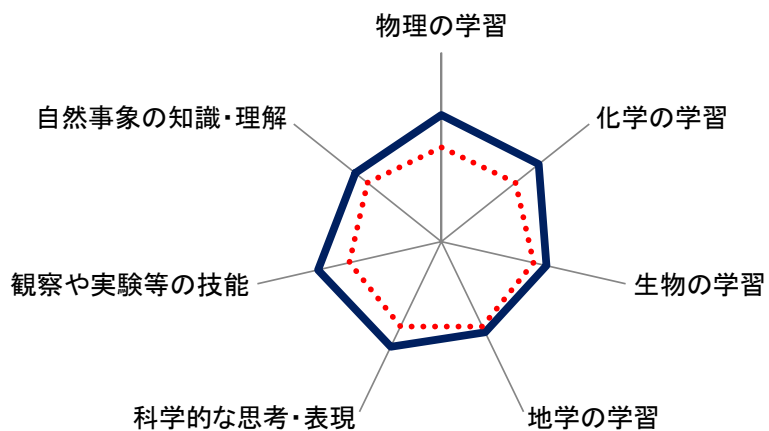 物理の学習
化学の学習
生物の学習
地学の学習
科学的な思考・表現
観察や実験等の技能
自然事象の知識・理解